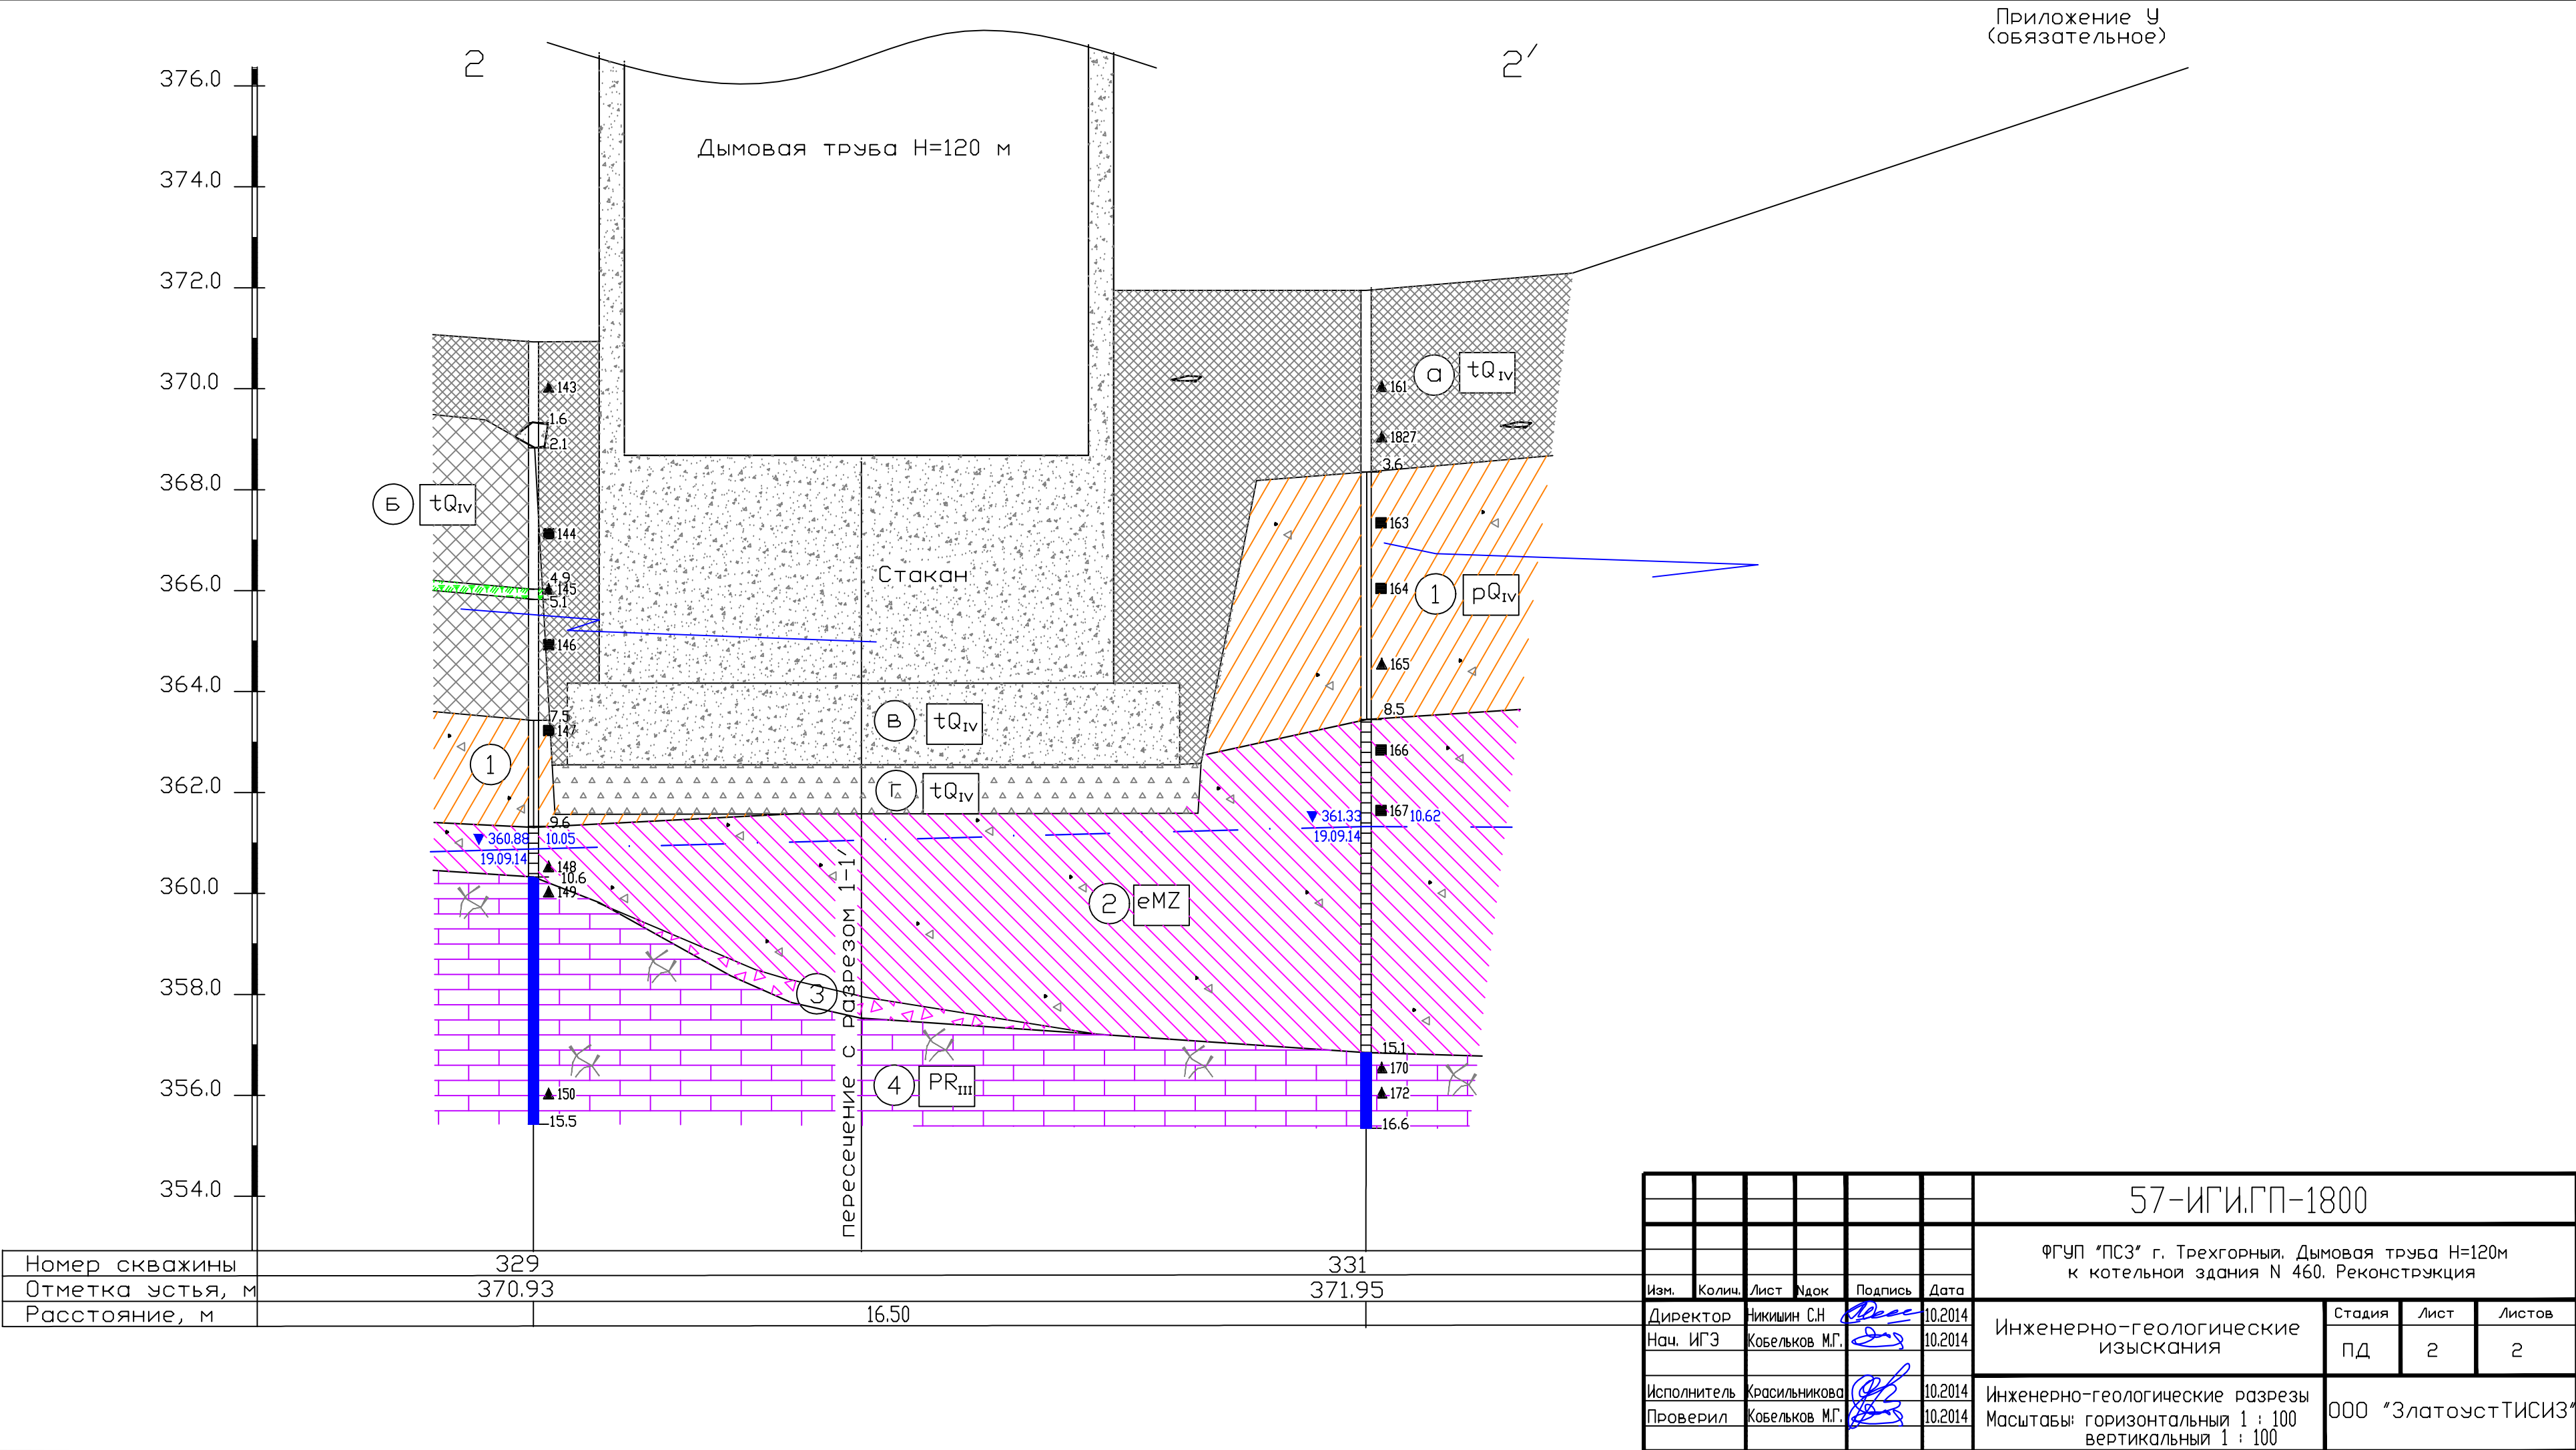 Приложение У
(обязательное)
2
2′
376.0
374.0
372.0
370.0
368.0
366.0
364.0
362.0
360.0
358.0
356.0
354.0
Дымовая труба Н=120 м
143
1.6
2.1
144
4.9
145
5.1
146
7.5
147
9.6
360.88
10.05
19.09.14
148
10.6
149
150
15.5
Б
tQIV
1
Стакан
в
tQIV
г
tQIV
2
eMZ
3
4
PRIII
пересечение с разрезом 1-1′
161
а
tQIV
1827
3.6
163
164
1
pQIV
165
8.5
166
167
361.33
10.62
19.09.14
15.1
170
172
16.6
Номер скважины 329 331
Отметка устья, м 370.93 371.95
Расстояние, м 16.50
57-ИГИ.ГП-1800
ФГУП "ПСЗ" г. Трехгорный. Дымовая труба Н=120м
к котельной здания N 460. Реконструкция
Изм. Колич. Лист Nдок Подпись Дата
Директор Никишин С.Н 10.2014
Нач. ИГЭ Кобельков М.Г. 10.2014
Исполнитель Красильникова 10.2014
Проверил Кобельков М.Г. 10.2014
Инженерно-геологические
изыскания
Стадия Лист Листов
ПД 2 2
Инженерно-геологические разрезы
Масштабы: горизонтальный 1 : 100
вертикальный 1 : 100
ООО "ЗлатоустТИСИЗ"